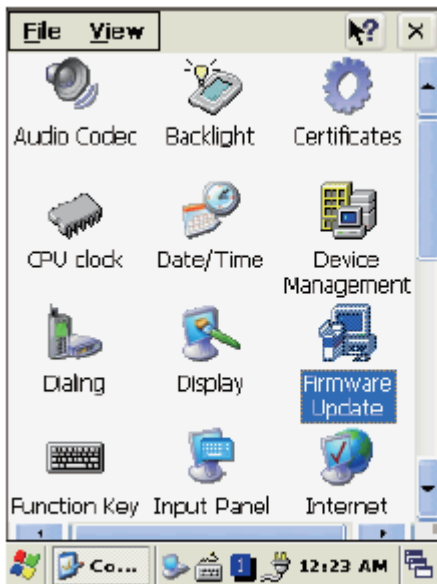 File View
Audio Codec Backlight Certificates
CPU clock Date/Time Device Management
Dialing Display Firmware Update
Function Key Input Panel Internet
Co... 1 12:23 AM